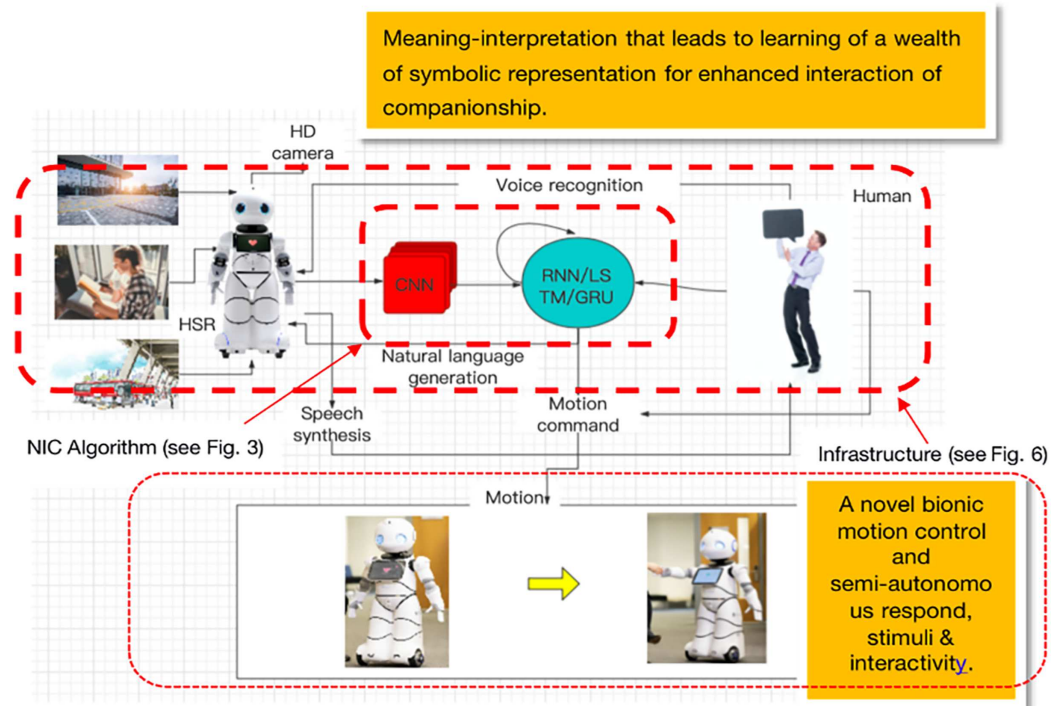 Meaning-interpretation that leads to learning of a wealth
of symbolic representation for enhanced interaction of
companionship.
HD
camera
Voice recognition
Human
CNN
RNN/LS
TM/GRU
HSR
Natural language
generation
Speech
synthesis
Motion
command
NIC Algorithm (see Fig. 3)
Infrastructure (see Fig. 6)
Motion
A novel bionic
motion control
and
semi-autonomo
us respond,
stimuli &
interactivity.